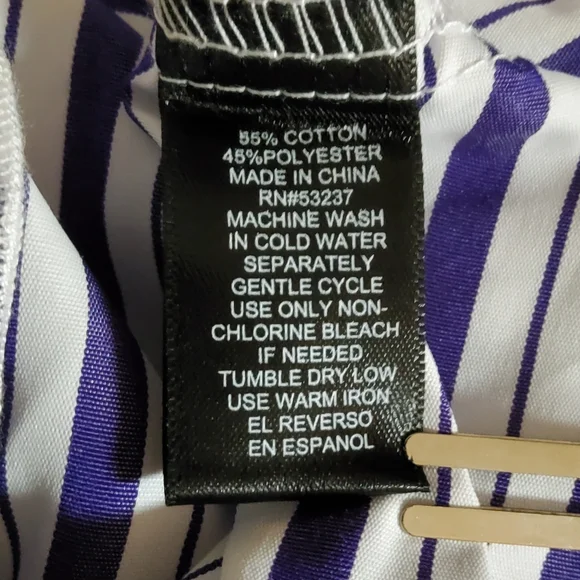 55% COTTON
45%POLYESTER
MADE IN CHINA
RN#53237
MACHINE WASH
IN COLD WATER
SEPARATELY
GENTLE CYCLE
USE ONLY NON-
CHLORINE BLEACH
IF NEEDED
TUMBLE DRY LOW
USE WARM IRON
EL REVERSO
EN ESPANOL